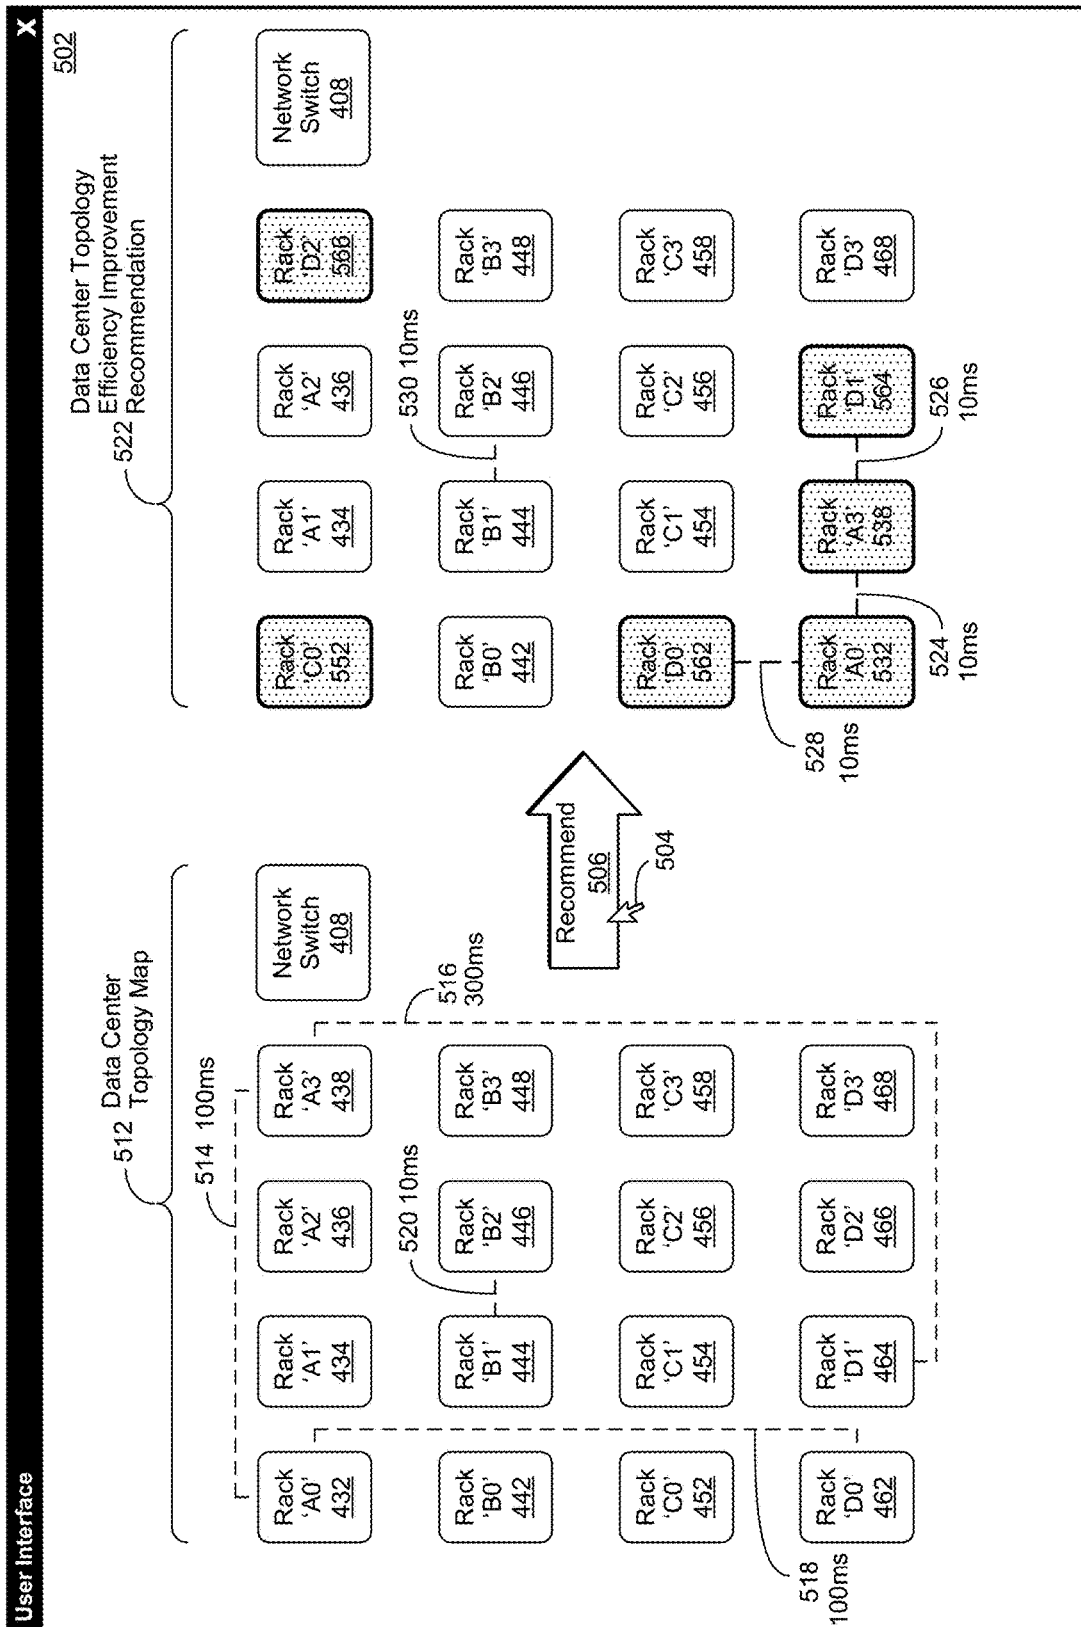 User Interface X
502
512 Data Center
Topology Map
514 100ms
Rack
'A0'
432
Rack
'A1'
434
Rack
'A2'
436
Rack
'A3'
438
Network
Switch
408
516
300ms
520 10ms
Rack
'B0'
442
Rack
'B1'
444
Rack
'B2'
446
Rack
'B3'
448
Rack
'C0'
452
Rack
'C1'
454
Rack
'C2'
456
Rack
'C3'
458
Rack
'D0'
462
Rack
'D1'
464
Rack
'D2'
466
Rack
'D3'
468
518
100ms
Recommend
506
504
Data Center Topology
Efficiency Improvement
522 Recommendation
Rack
'C0'
552
Rack
'A1'
434
Rack
'A2'
436
Rack
'D2'
566
Network
Switch
408
530 10ms
Rack
'B0'
442
Rack
'B1'
444
Rack
'B2'
446
Rack
'B3'
448
Rack
'D0'
562
Rack
'C1'
454
Rack
'C2'
456
Rack
'C3'
458
528
10ms
Rack
'A0'
532
Rack
'A3'
538
Rack
'D1'
564
Rack
'D3'
468
524
10ms
526
10ms